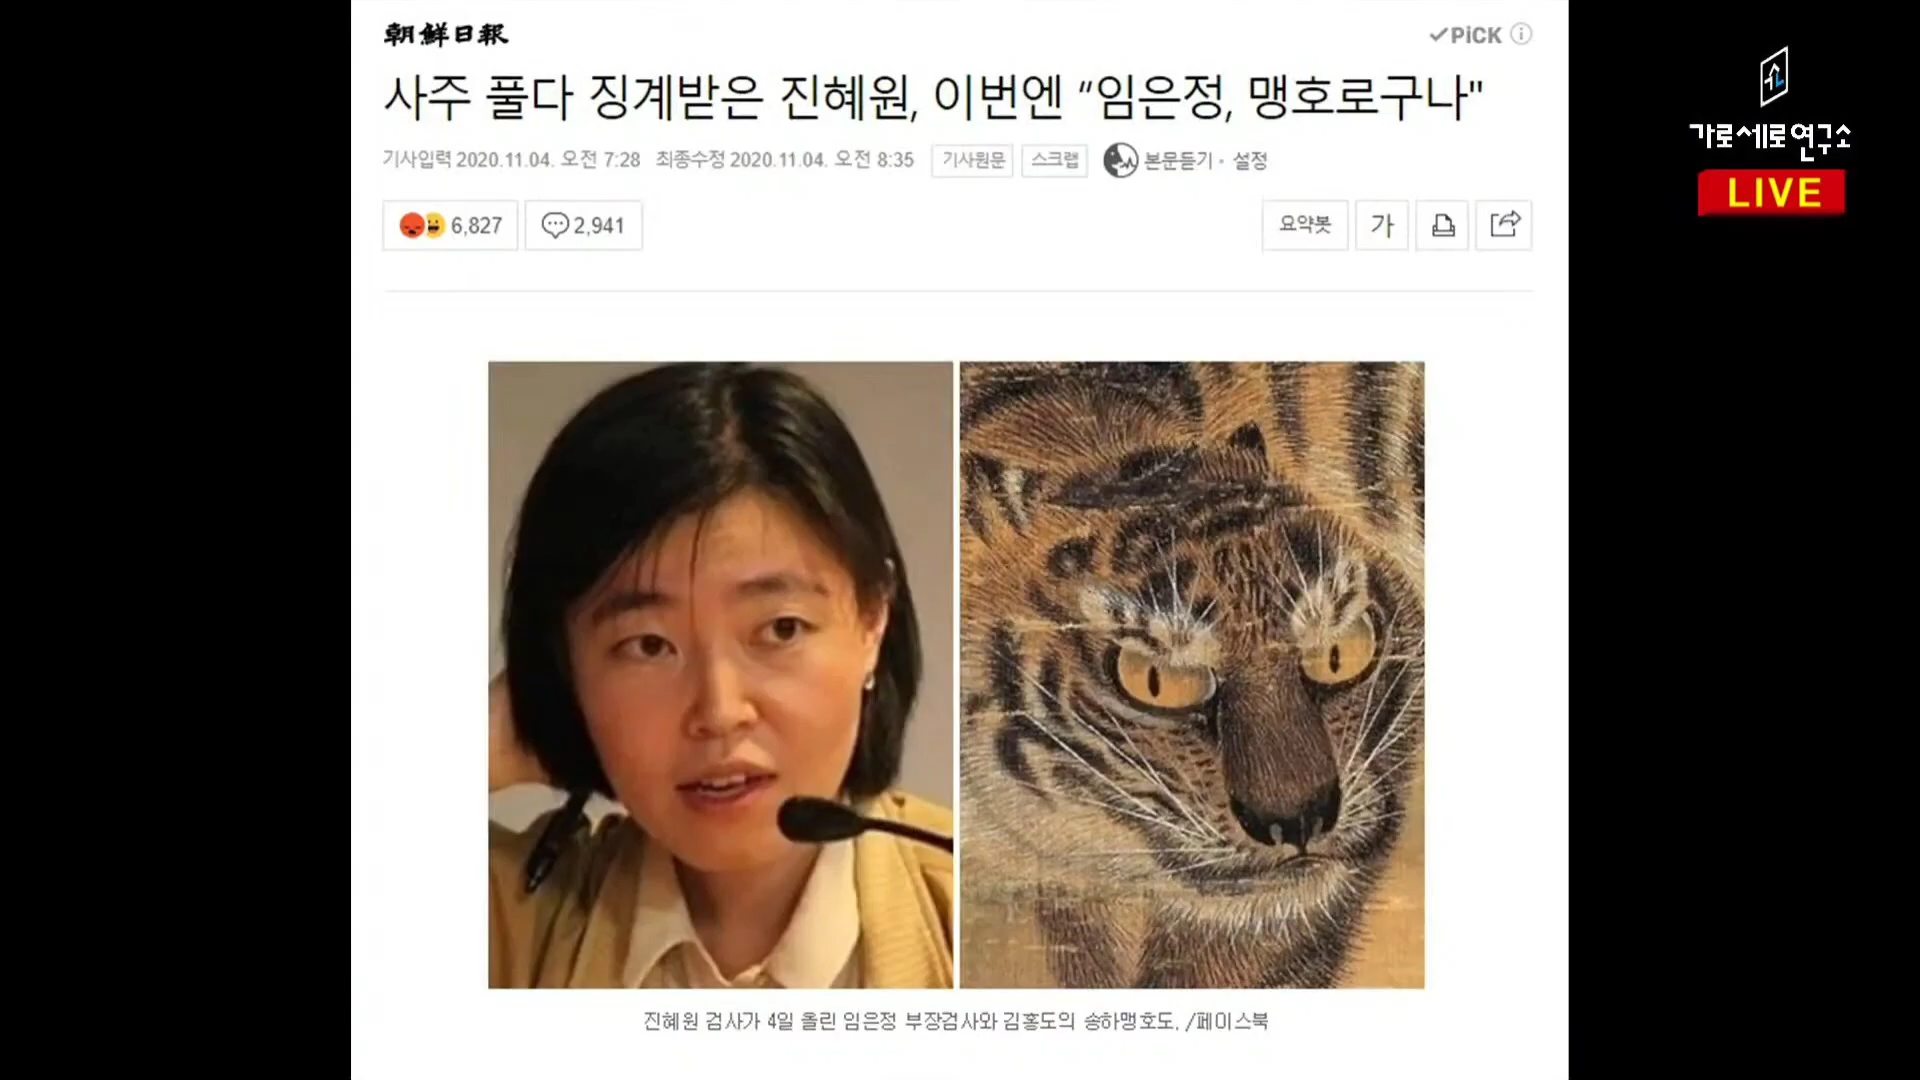 朝鮮日報
PiCK
사주 풀다 징계받은 진혜원, 이번엔 “임은정, 맹호로구나"
기사입력 2020.11.04. 오전 7:28 최종수정 2020.11.04. 오전 8:35 기사원문 스크랩 본문듣기 · 설정
6,827 2,941 요약봇 가
진혜원 검사가 4일 올린 임은정 부장검사와 김홍도의 송하맹호도. /페이스북
가로세로연구소
LIVE